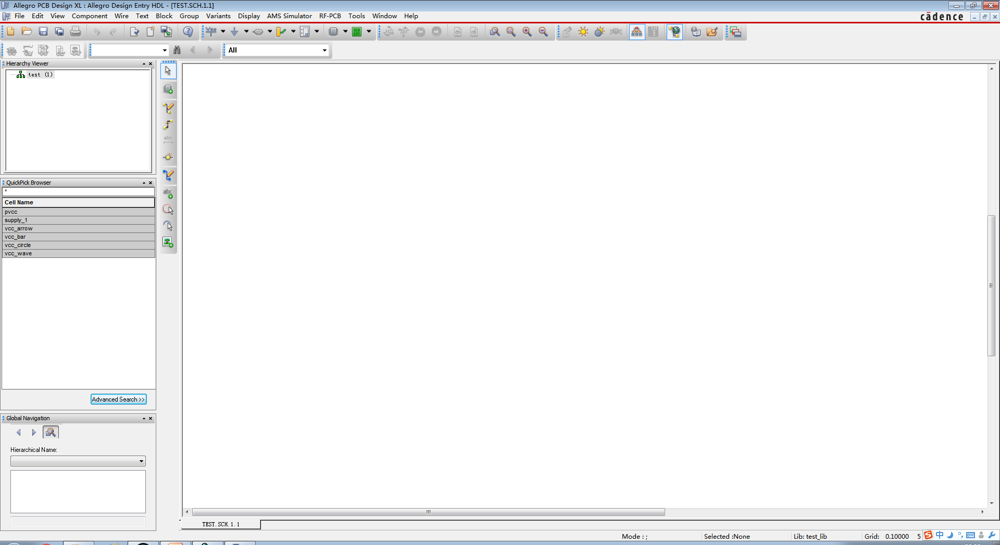 Allegro PCB Design XL : Allegro Design Entry HDL - [TEST.SCH.1.1]
File Edit View Component Wire Text Block Group Variants Display AMS Simulator RF-PCB Tools Window Help
cādence
All
Hierarchy Viewer
test (1)
abc
QuickPick Browser
*
Cell Name
pvcc
supply_1
vcc_arrow
vcc_bar
vcc_circle
vcc_wave
abc
Advanced Search >>
Global Navigation
Hierarchical Name:
TEST.SCH.1.1
Mode : ; Selected :None Lib: test_lib Grid: 0.10000 5 中